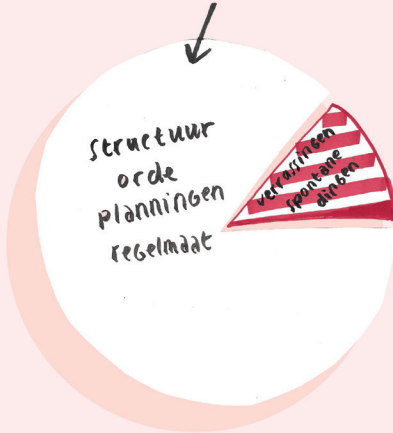 structuur
orde
planningen
regelmaat
verrassingen
spontane
dingen